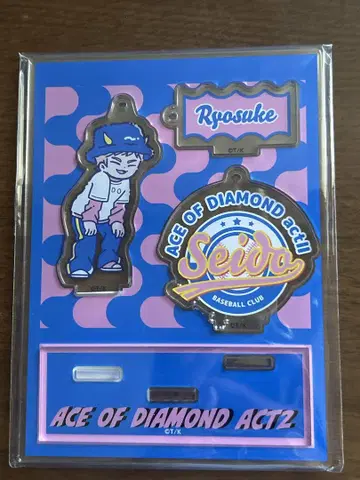 Ryosuke
©T/K
ACE OF DIAMOND actII
Seido
BASEBALL CLUB
©T/K
©T/K
ACE OF DIAMOND ACT2
©T/K